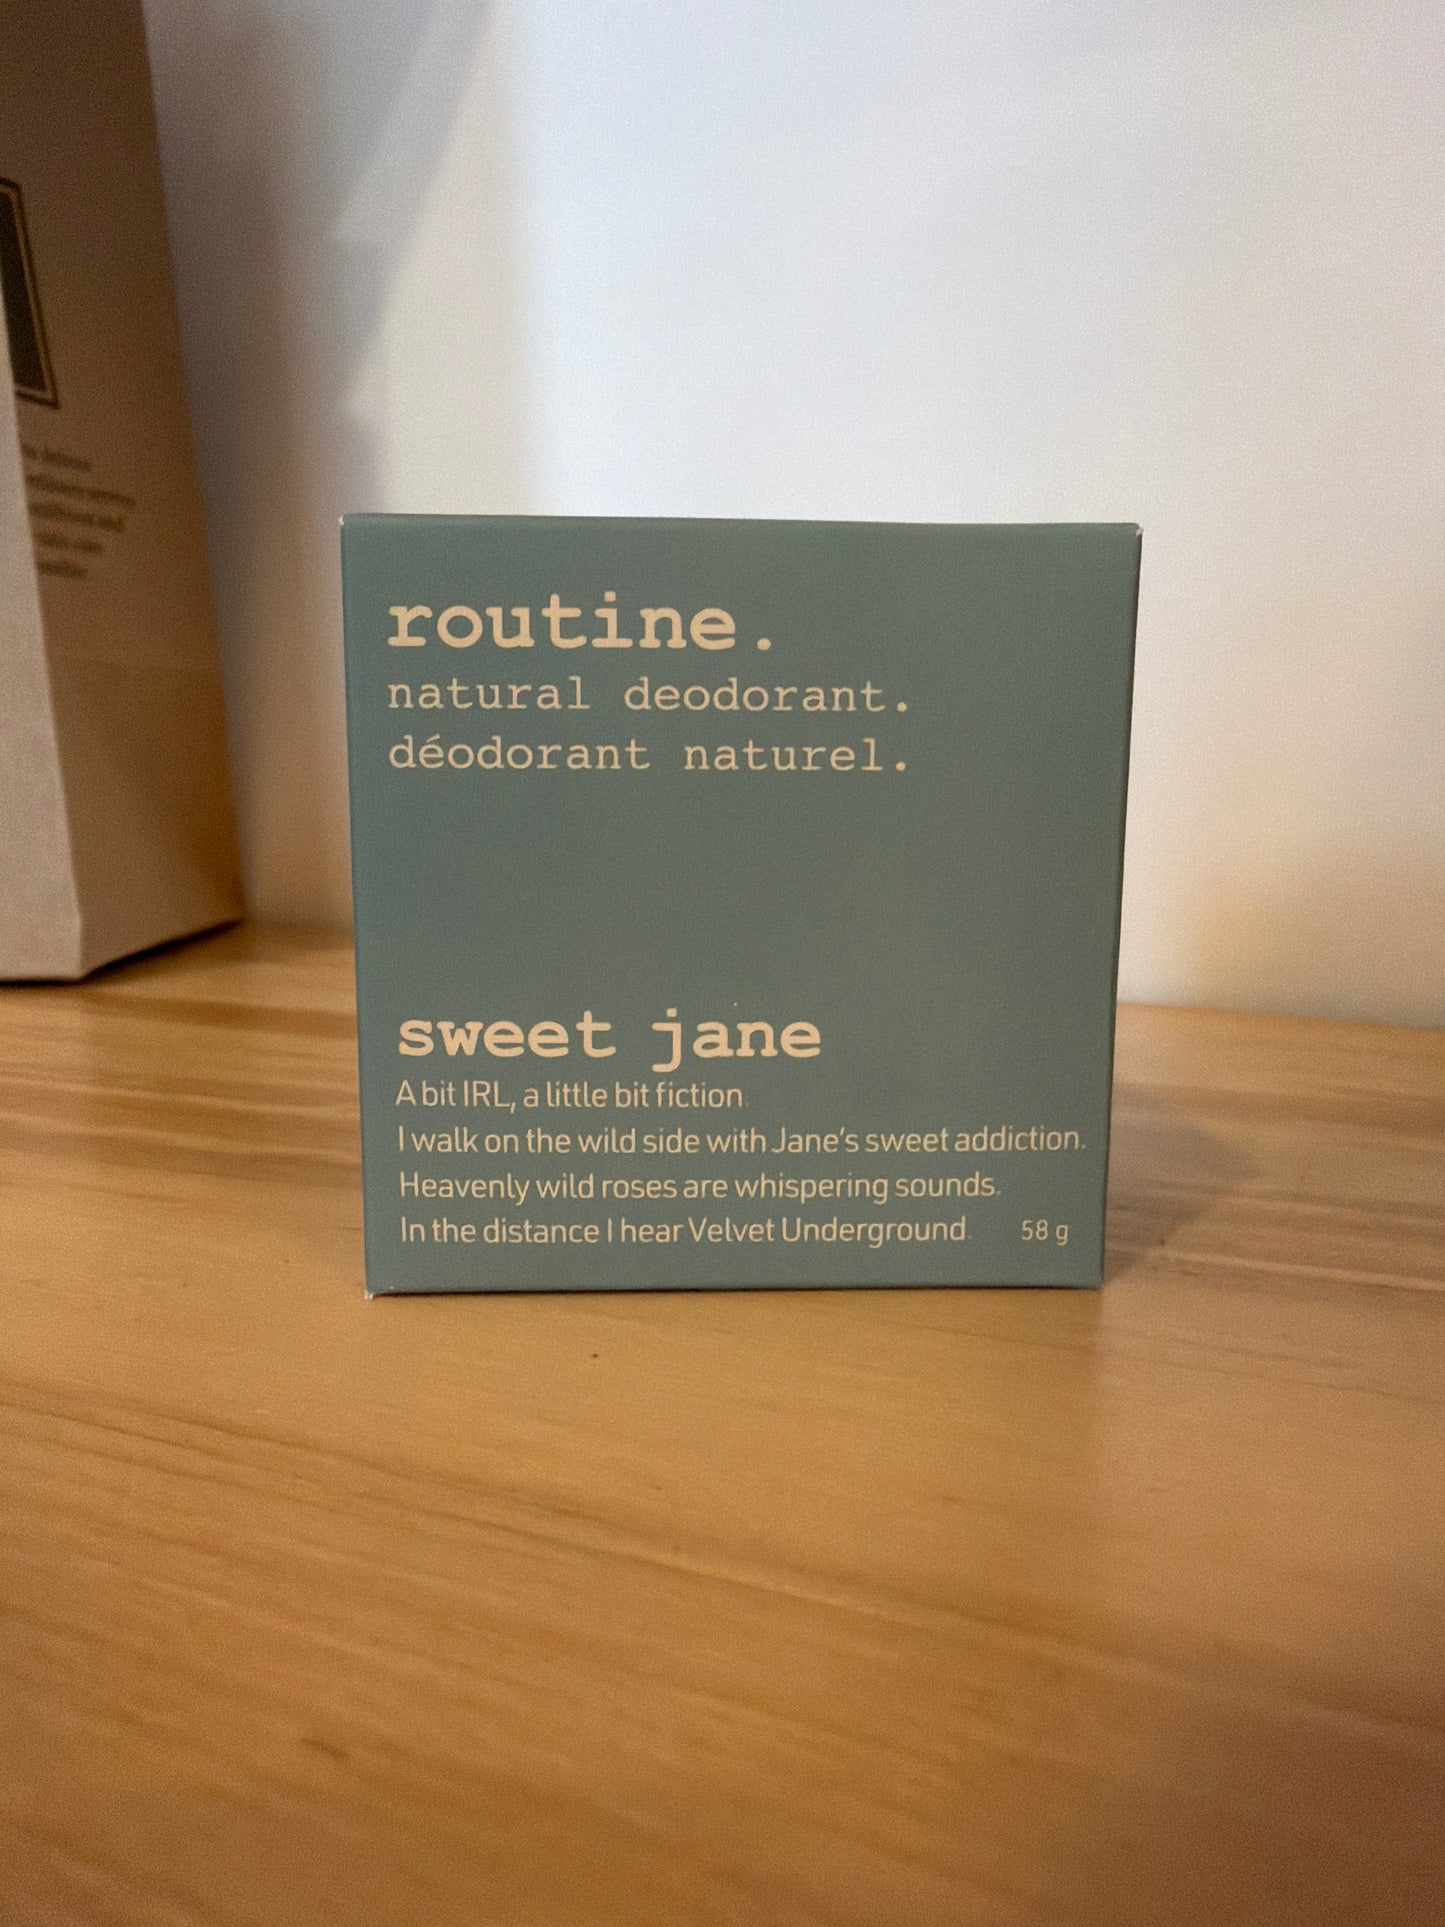 routine.
natural deodorant.
déodorant naturel.
sweet jane
A bit IRL, a little bit fiction.
I walk on the wild side with Jane's sweet addiction.
Heavenly wild roses are whispering sounds.
In the distance I hear Velvet Underground. 58 g